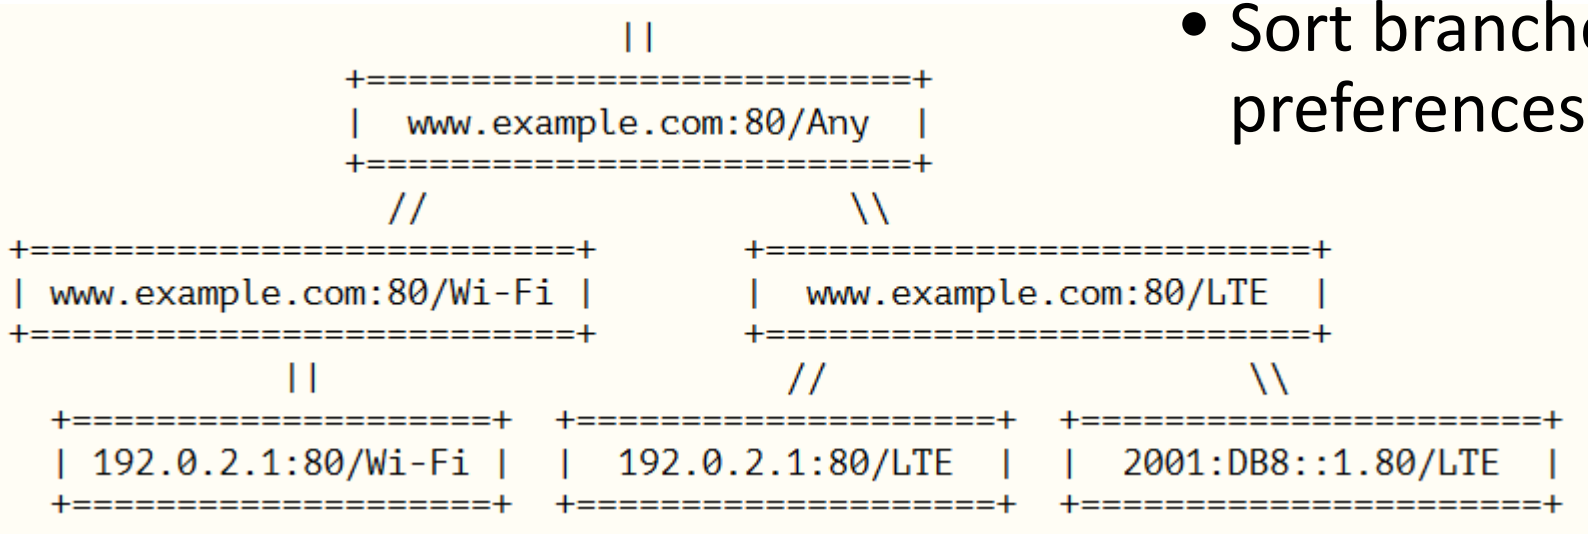 ||
+==========================+
|  www.example.com:80/Any  |
+==========================+
//                    \\
+==========================+       +==========================+
| www.example.com:80/Wi-Fi |       |  www.example.com:80/LTE  |
+==========================+       +==========================+
||                      //                    \\
+====================+  +====================+  +======================+
| 192.0.2.1:80/Wi-Fi |  |  192.0.2.1:80/LTE  |  |  2001:DB8::1.80/LTE  |
+====================+  +====================+  +======================+
• Sort
preferences